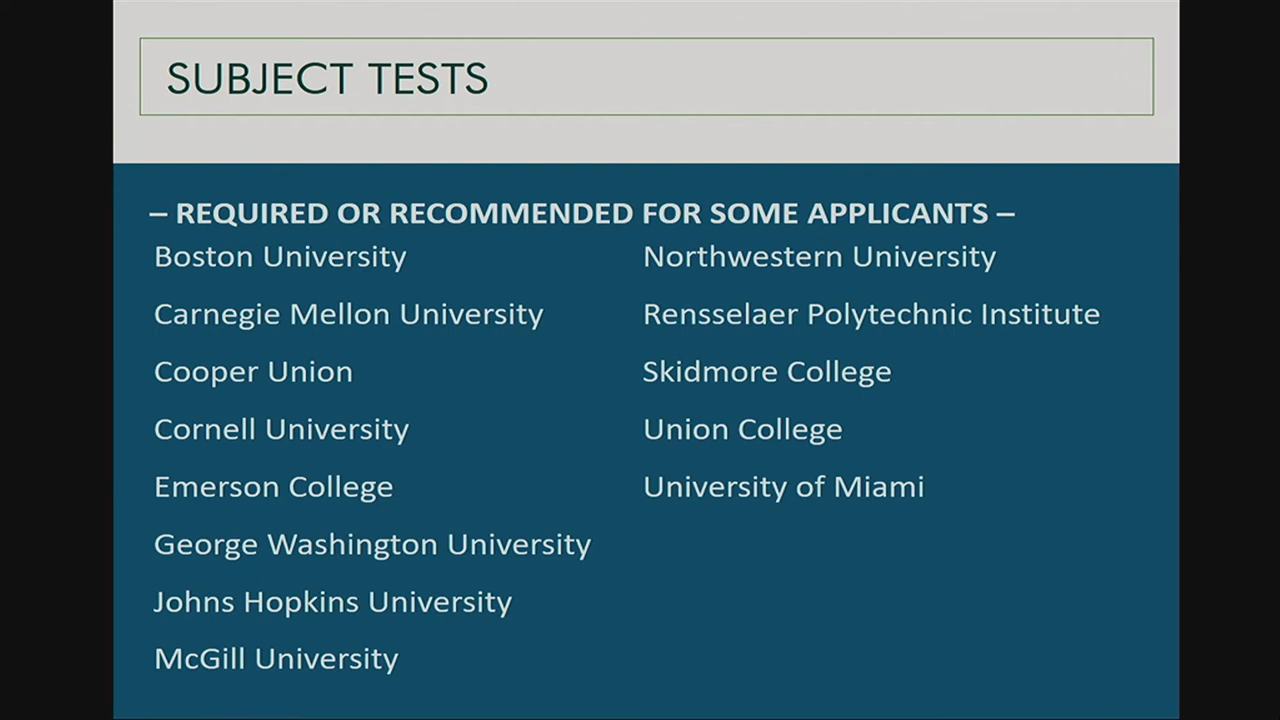 SUBJECT TESTS
– REQUIRED OR RECOMMENDED FOR SOME APPLICANTS –
Boston University
Carnegie Mellon University
Cooper Union
Cornell University
Emerson College
George Washington University
Johns Hopkins University
McGill University
Northwestern University
Rensselaer Polytechnic Institute
Skidmore College
Union College
University of Miami